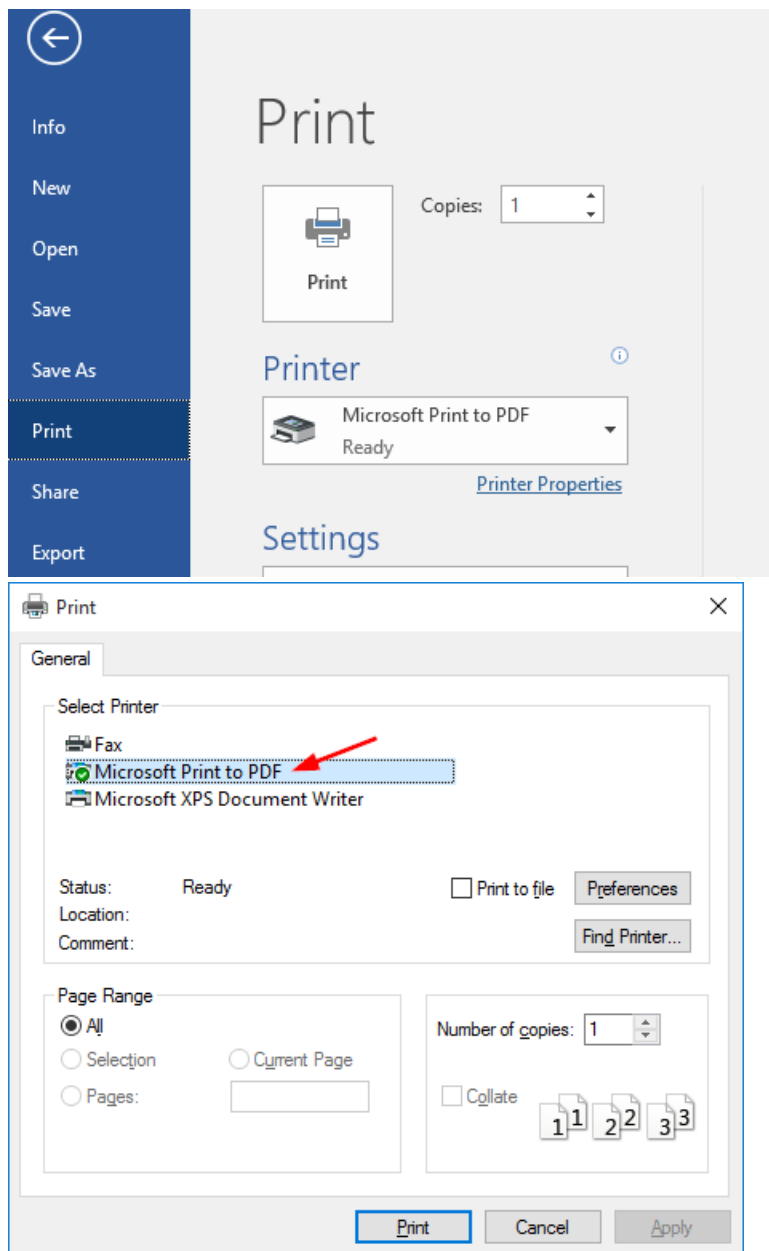 Print
Info
New
Open
Save
Save As
Print
Share
Export
Copies: 1
Print
Printer
Microsoft Print to PDF
Ready
Printer Properties
Settings
Print
General
Select Printer
Fax
Microsoft Print to PDF
Microsoft XPS Document Writer
Status: Ready
Location:
Comment:
Print to file
Preferences
Find Printer...
Page Range
All
Selection
Current Page
Pages:
Number of copies: 1
Collate
1 1 2 2 3 3
Print
Cancel
Apply